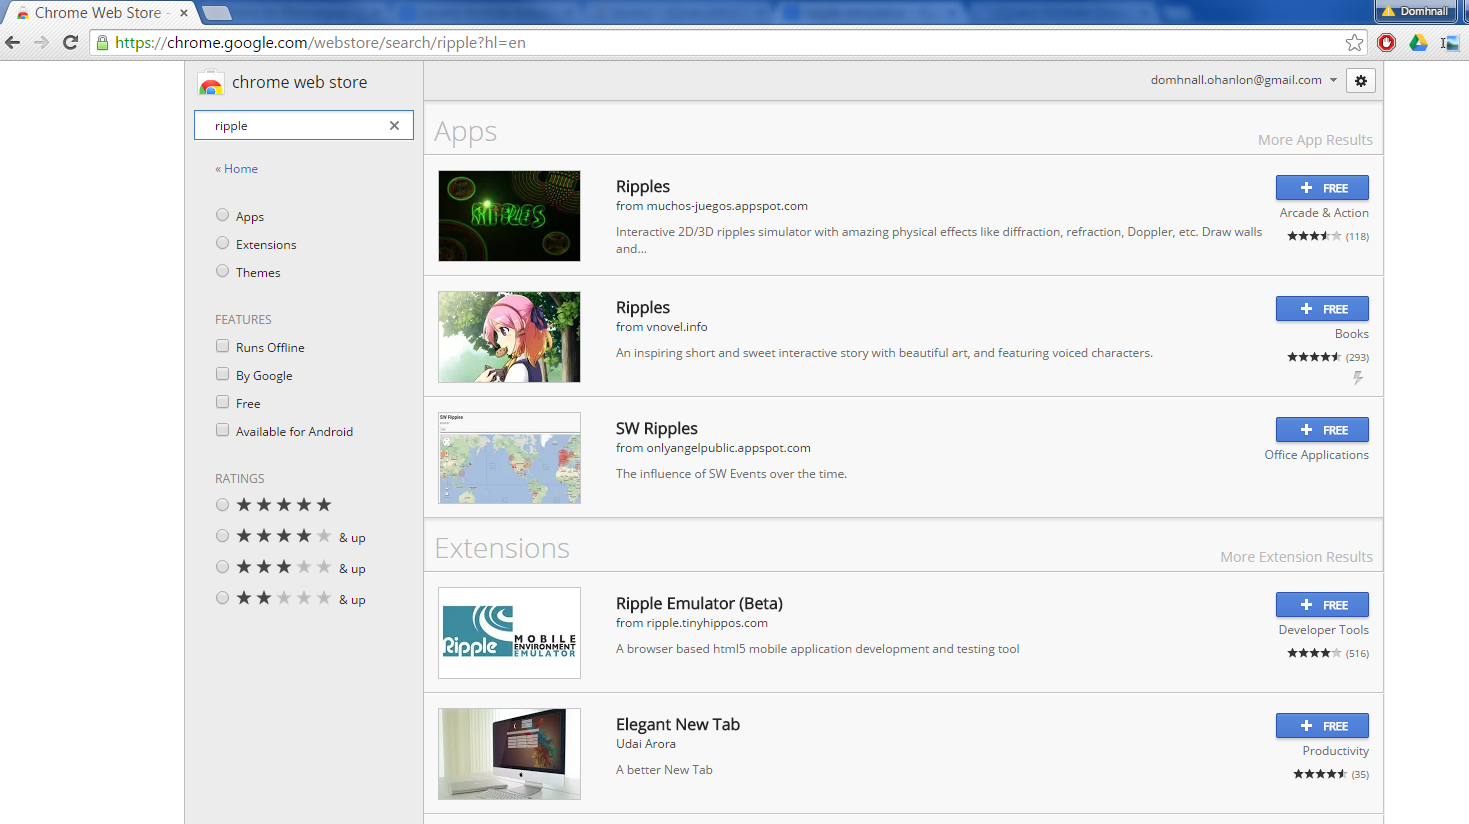 Chrome Web Store -
Domhnall
https://chrome.google.com/webstore/search/ripple?hl=en
chrome web store
domhnall.ohanlon@gmail.com
ripple
« Home
Apps
Extensions
Themes
FEATURES
Runs Offline
By Google
Free
Available for Android
RATINGS
& up
& up
& up
Apps
More App Results
RIPPLES
Ripples
from muchos-juegos.appspot.com
Interactive 2D/3D ripples simulator with amazing physical effects like diffraction, refraction, Doppler, etc. Draw walls
and...
FREE
Arcade & Action
(118)
Ripples
from vnovel.info
An inspiring short and sweet interactive story with beautiful art, and featuring voiced characters.
FREE
Books
(293)
SW Ripples
SW Ripples
from onlyangelpublic.appspot.com
The influence of SW Events over the time.
FREE
Office Applications
Extensions
More Extension Results
Ripple MOBILE
ENVIRONMENT
EMULATOR
Ripple Emulator (Beta)
from ripple.tinyhippos.com
A browser based html5 mobile application development and testing tool
FREE
Developer Tools
(516)
Elegant New Tab
Udai Arora
A better New Tab
FREE
Productivity
(35)